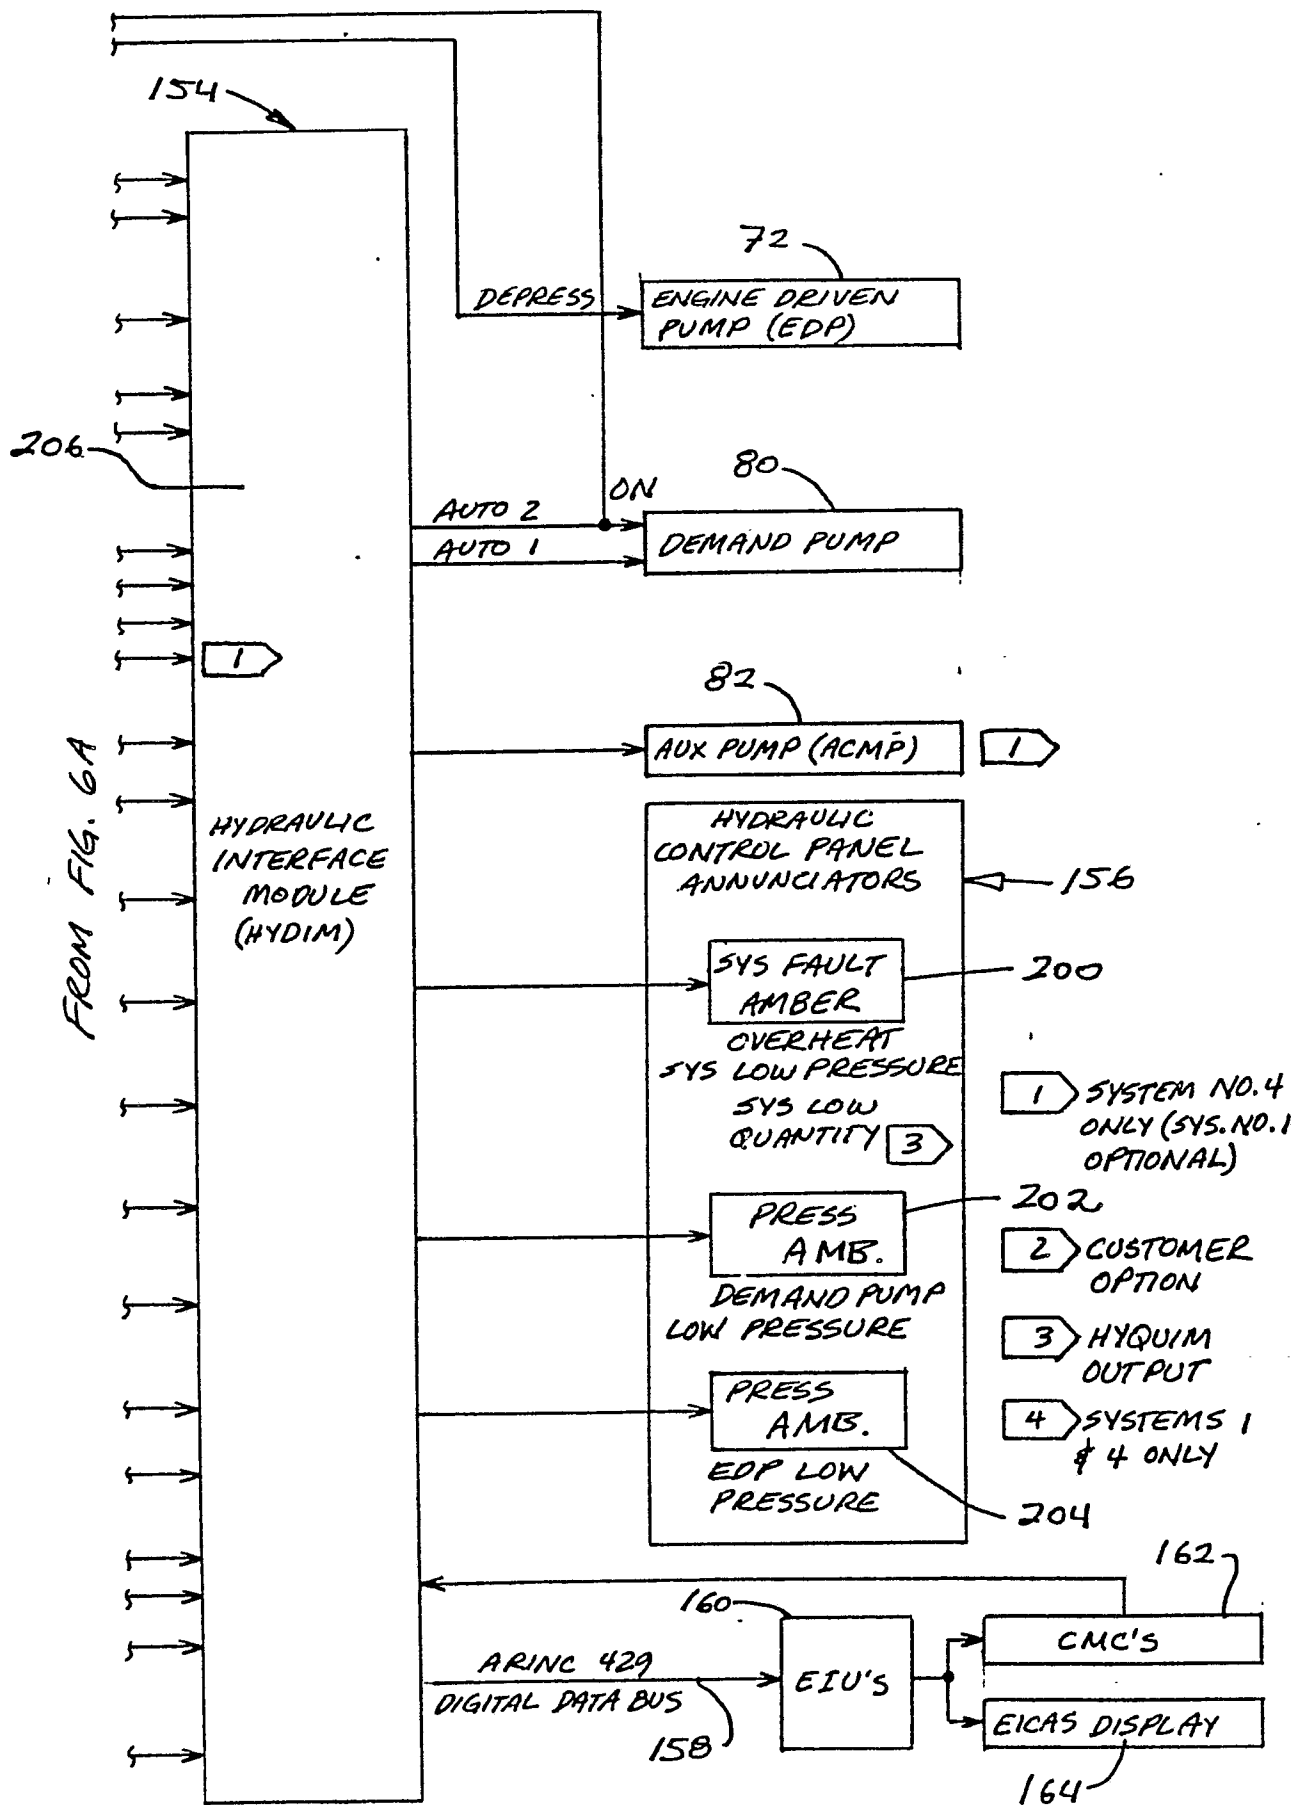 154
72
DEPRESS
ENGINE DRIVEN
PUMP (EDP)
206
80
ON
AUTO 2
AUTO 1
DEMAND PUMP
1
82
AUX PUMP (ACMP)
1
FROM FIG. 6A
HYDRAULIC
INTERFACE
MODULE
(HYDIM)
HYDRAULIC
CONTROL PANEL
ANNUNCIATORS
156
SYS FAULT
AMBER
200
OVERHEAT
SYS LOW PRESSURE
SYS LOW
QUANTITY 3
PRESS
AMB.
202
DEMAND PUMP
LOW PRESSURE
PRESS
AMB.
EDP LOW
PRESSURE
204
1 SYSTEM NO. 4
ONLY (SYS. NO. 1
OPTIONAL)
2 CUSTOMER
OPTION
3 HYQUIM
OUTPUT
4 SYSTEMS 1
& 4 ONLY
162
160
CMC'S
ARINC 429
DIGITAL DATA BUS
EIU'S
158
EICAS DISPLAY
164